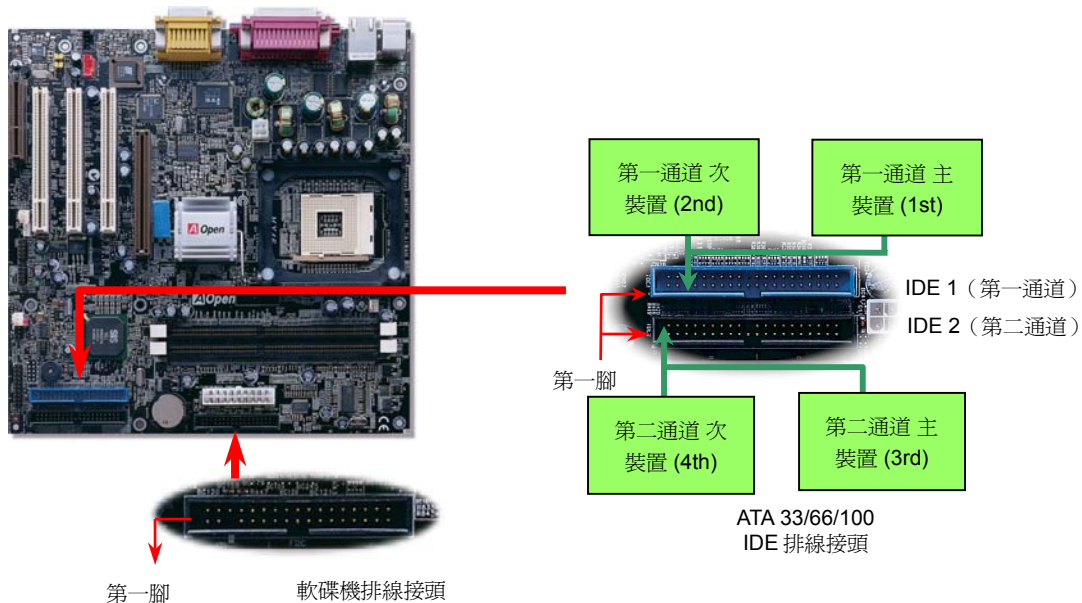 AOpen
AOpen
SiS
FDC
第一通道 次
裝置 (2nd)
第一通道 主
裝置 (1st)
IDE 1（第一通道）
IDE 2（第二通道）
第一腳
第二通道 次
裝置 (4th)
第二通道 主
裝置 (3rd)
ATA 33/66/100
IDE 排線接頭
第一腳
軟碟機排線接頭